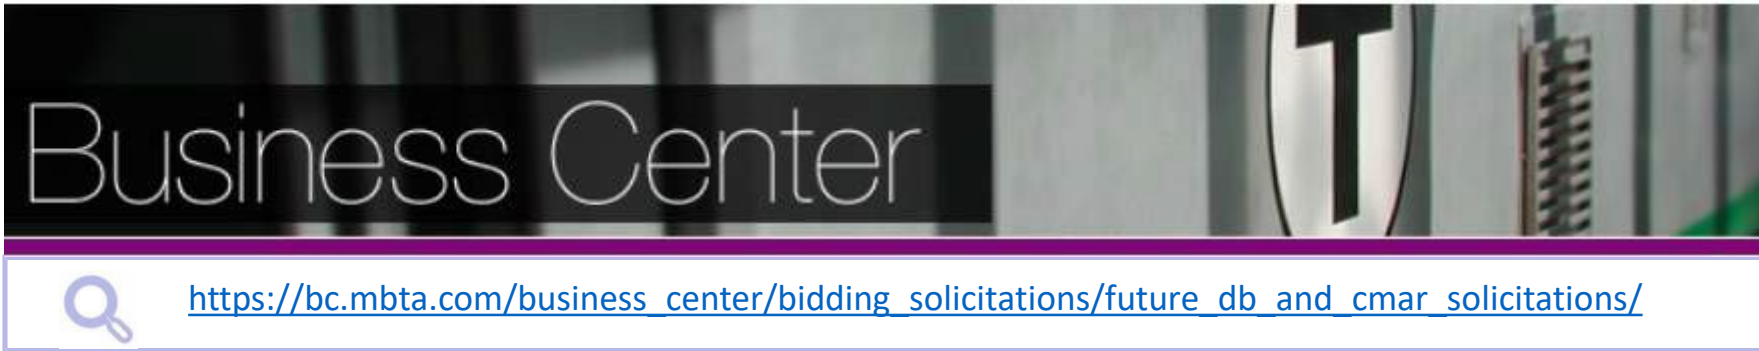 Business Center
T
https://bc.mbta.com/business_center/bidding_solicitations/future_db_and_cmar_solicitations/